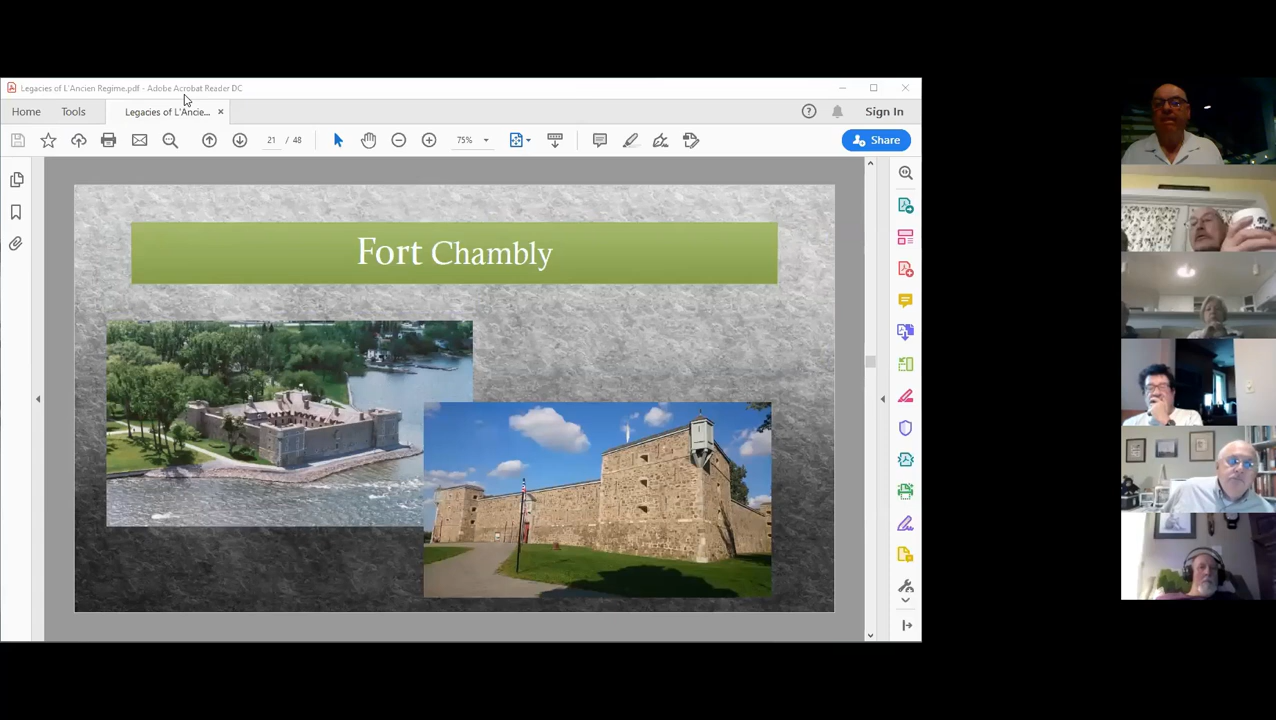 Legacies of L'Ancien Regime.pdf - Adobe Acrobat Reader DC
Home
Tools
Legacies of L'Ancie...
Sign In
21 / 48
75%
Share
Fort Chambly